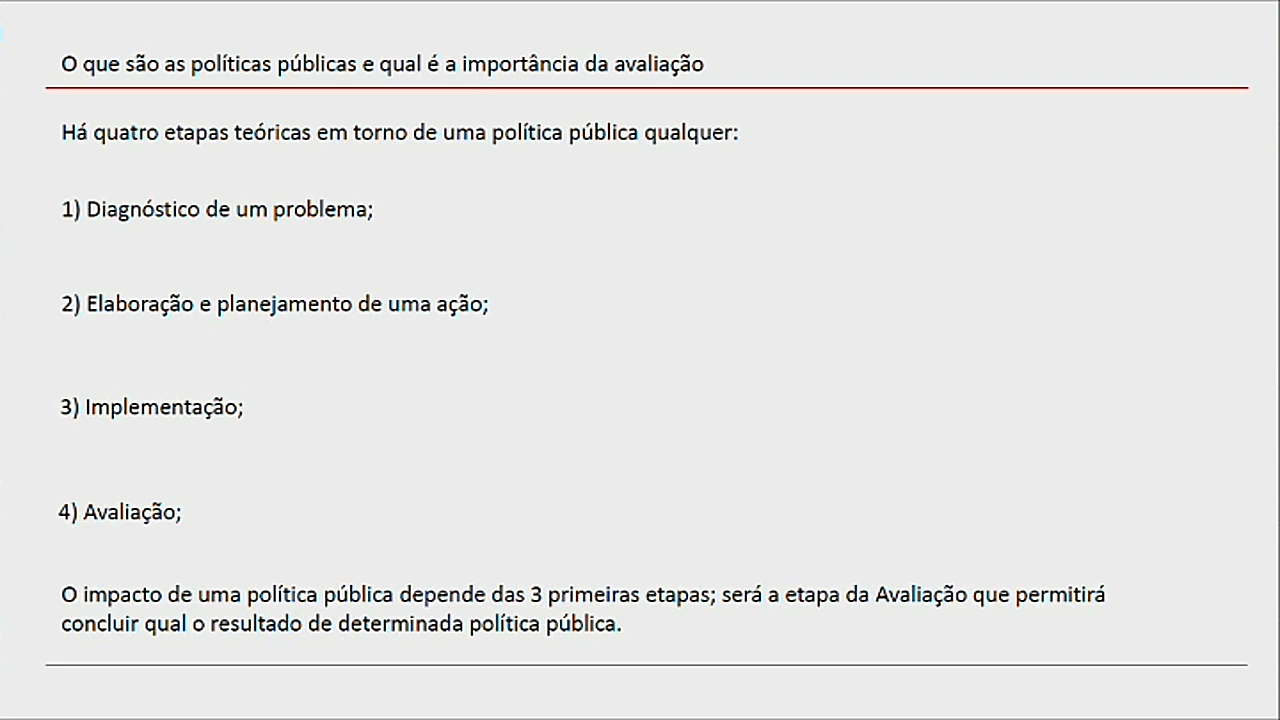 O que são as políticas públicas e qual é a importância da avaliação
Há quatro etapas teóricas em torno de uma política pública qualquer:
1) Diagnóstico de um problema;
2) Elaboração e planejamento de uma ação;
3) Implementação;
4) Avaliação;
O impacto de uma política pública depende das 3 primeiras etapas; será a etapa da Avaliação que permitirá
concluir qual o resultado de determinada política pública.